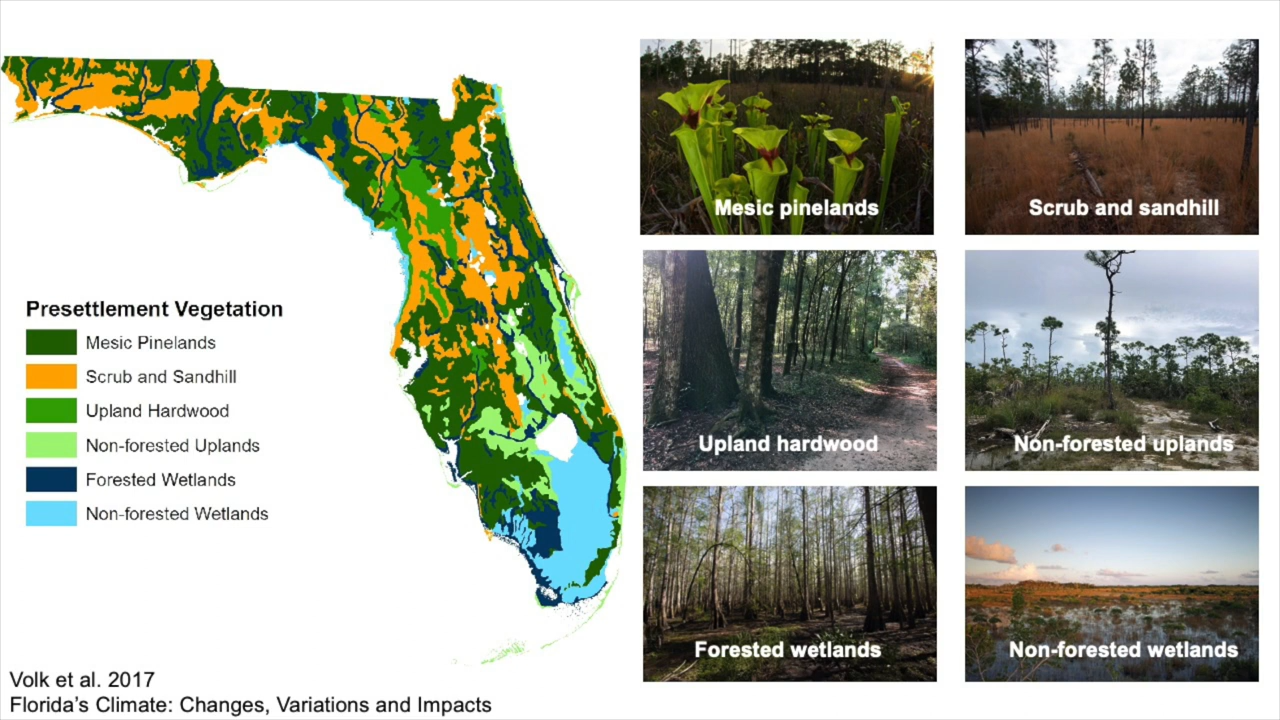 Presettlement Vegetation
Mesic Pinelands
Scrub and Sandhill
Upland Hardwood
Non-forested Uplands
Forested Wetlands
Non-forested Wetlands
Volk et al. 2017
Florida’s Climate: Changes, Variations and Impacts
Mesic pinelands
Scrub and sandhill
Upland hardwood
Non-forested uplands
Forested wetlands
Non-forested wetlands